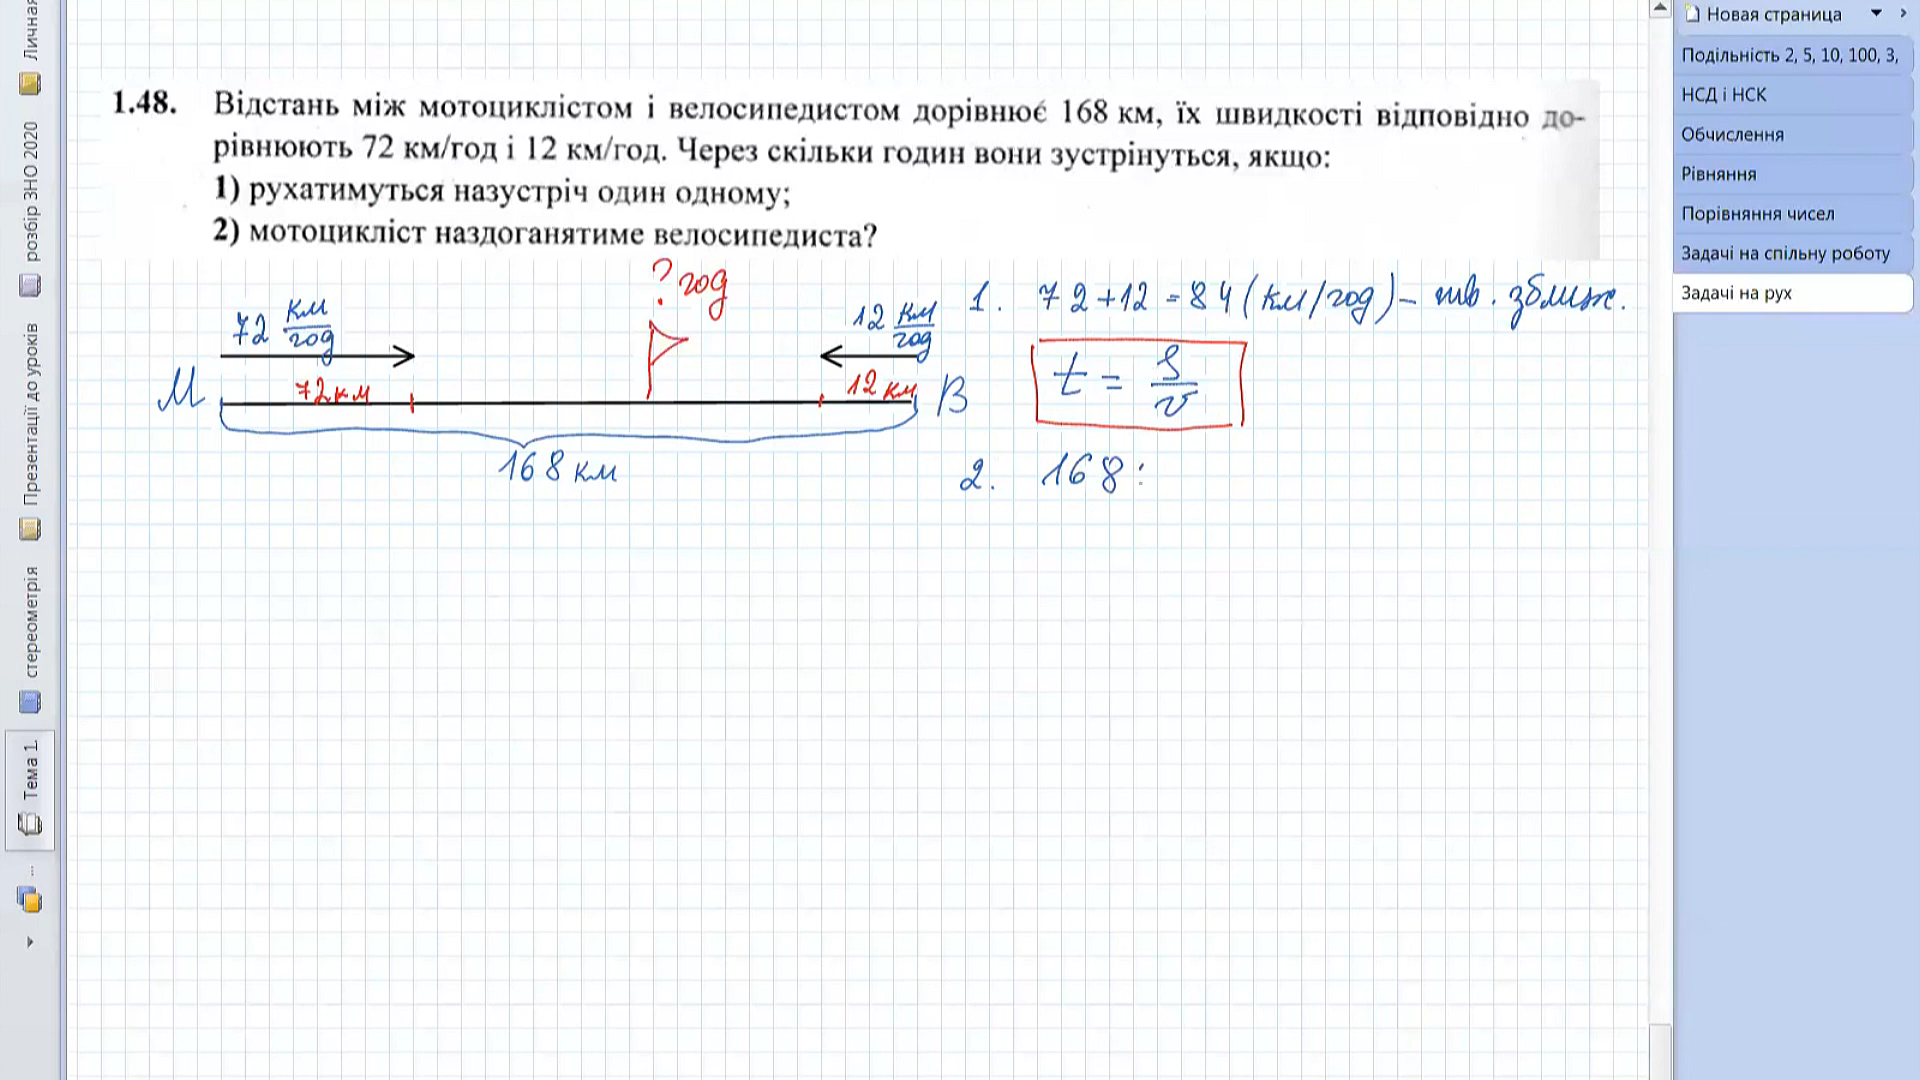 1.48. Відстань між мотоциклістом і велосипедистом дорівнює 168 км, їх швидкості відповідно до-
рівнюють 72 км/год і 12 км/год. Через скільки годин вони зустрінуться, якщо:
1) рухатимуться назустріч один одному;
2) мотоцикліст наздоганятиме велосипедиста?
? год
72 км/год
12 км/год
М 72 км 12 км В
168 км
1. 72+12=84 (км/год) – шв. зближ.
t = S/v
2. 168:
Новая страница
Подільність 2, 5, 10, 100, 3,
НСД і НСК
Обчислення
Рівняння
Порівняння чисел
Задачі на спільну роботу
Задачі на рух
Личная
розбір ЗНО 2020
Презентації до уроків
стереометрія
Тема 1.
...